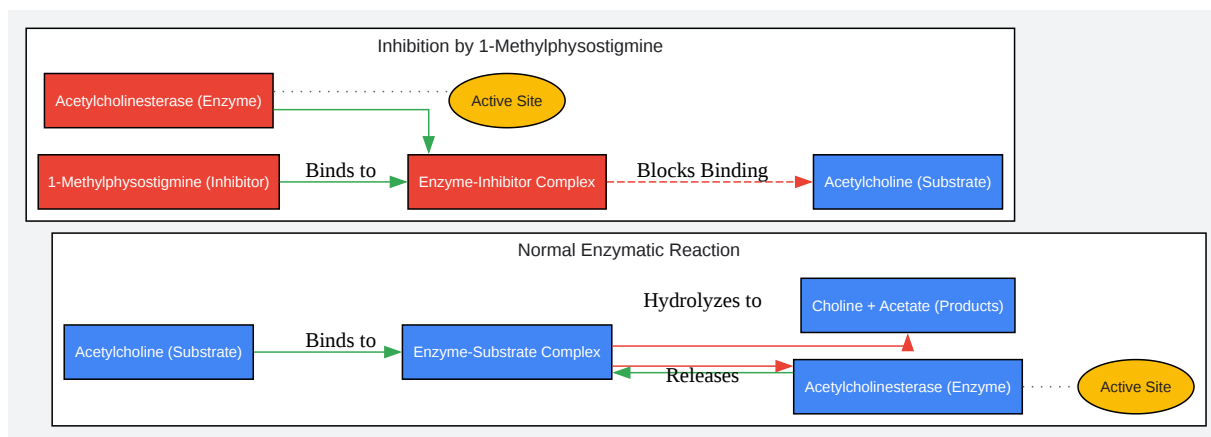 Inhibition by 1-Methylphysostigmine
Acetylcholinesterase (Enzyme)
Active Site
1-Methylphysostigmine (Inhibitor)
Binds to
Enzyme-Inhibitor Complex
Blocks Binding
Acetylcholine (Substrate)
Normal Enzymatic Reaction
Hydrolyzes to
Choline + Acetate (Products)
Acetylcholine (Substrate)
Binds to
Enzyme-Substrate Complex
Releases
Acetylcholinesterase (Enzyme)
Active Site